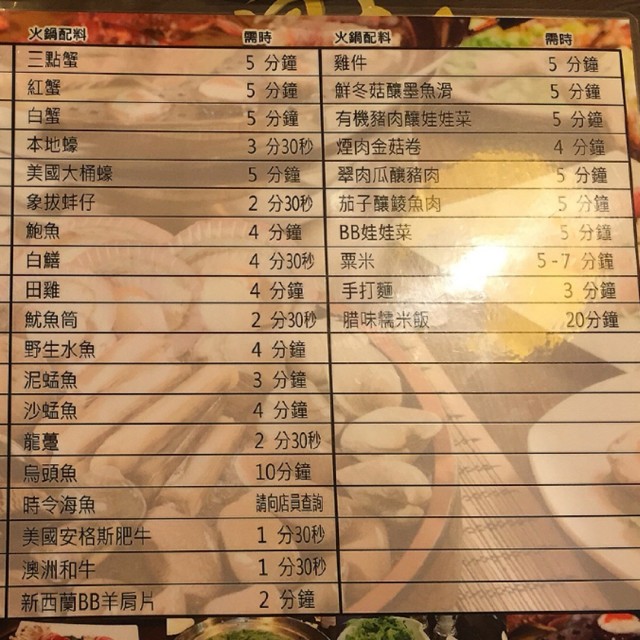 火鍋配料 需時
三點蟹 5 分鐘
紅蟹 5 分鐘
白蟹 5 分鐘
本地蠔 3 分30秒
美國大桶蠔 5 分鐘
象拔蚌仔 2 分30秒
鮑魚 4 分鐘
白鱔 4 分30秒
田雞 4 分鐘
魷魚筒 2 分30秒
野生水魚 4 分鐘
泥鯭魚 3 分鐘
沙鯭魚 4 分鐘
龍躉 2 分30秒
烏頭魚 10分鐘
時令海魚 請向店員查詢
美國安格斯肥牛 1 分30秒
澳洲和牛 1 分30秒
新西蘭BB羊肩片 2 分鐘
火鍋配料 需時
雞件 5 分鐘
鮮冬菇釀墨魚滑 5 分鐘
有機豬肉釀娃娃菜 5 分鐘
煙肉金菇卷 4 分鐘
翠肉瓜釀豬肉 5 分鐘
茄子釀鯪魚肉 5 分鐘
BB娃娃菜 5 分鐘
粟米 5-7 分鐘
手打麵 3 分鐘
腊味糯米飯 20分鐘